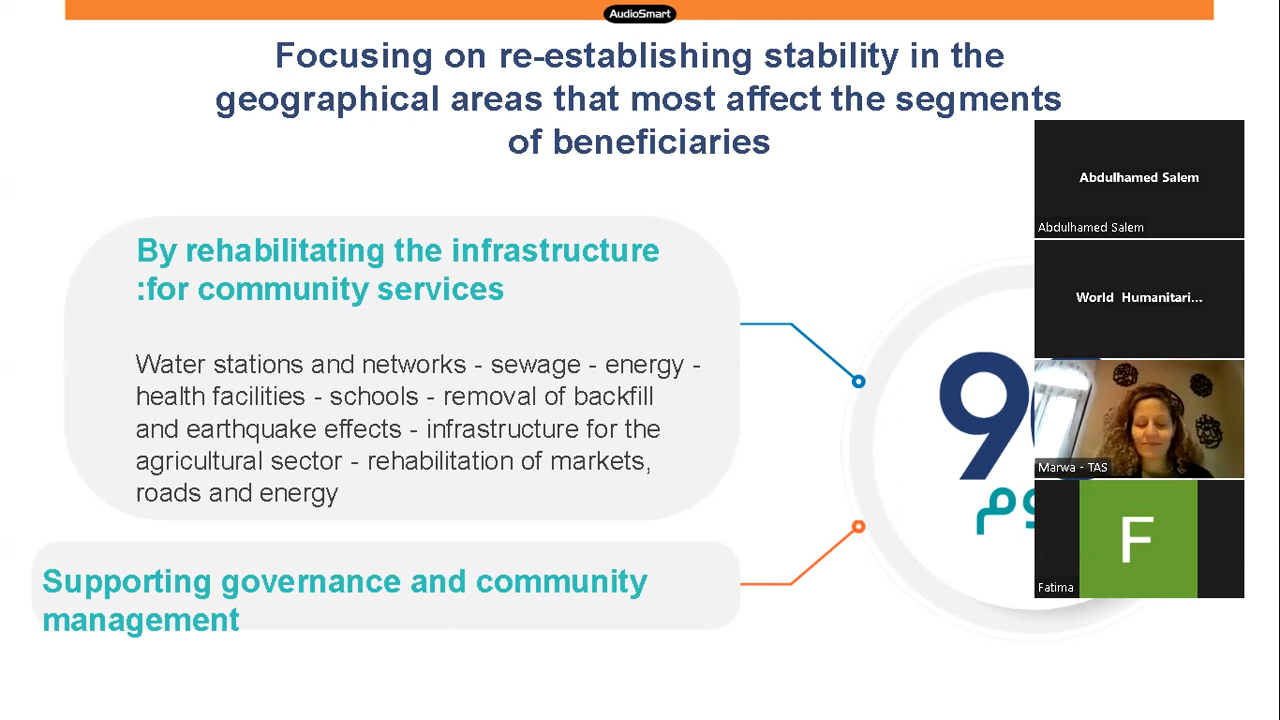 AudioSmart
Focusing on re-establishing stability in the
geographical areas that most affect the segments
of beneficiaries
By rehabilitating the infrastructure
:for community services
Water stations and networks - sewage - energy -
health facilities - schools - removal of backfill
and earthquake effects - infrastructure for the
agricultural sector - rehabilitation of markets,
roads and energy
Supporting governance and community
management
9
Abdulhamed Salem
Abdulhamed Salem
World Humanitari...
Marwa - TAS
F
Fatima